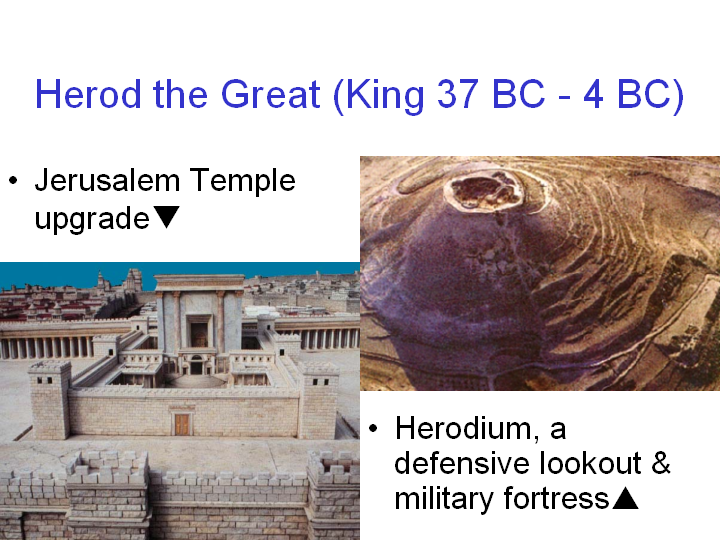 Herod the Great (King 37 BC - 4 BC)
• Jerusalem Temple
upgrade▼
• Herodium, a
defensive lookout &
military fortress▲